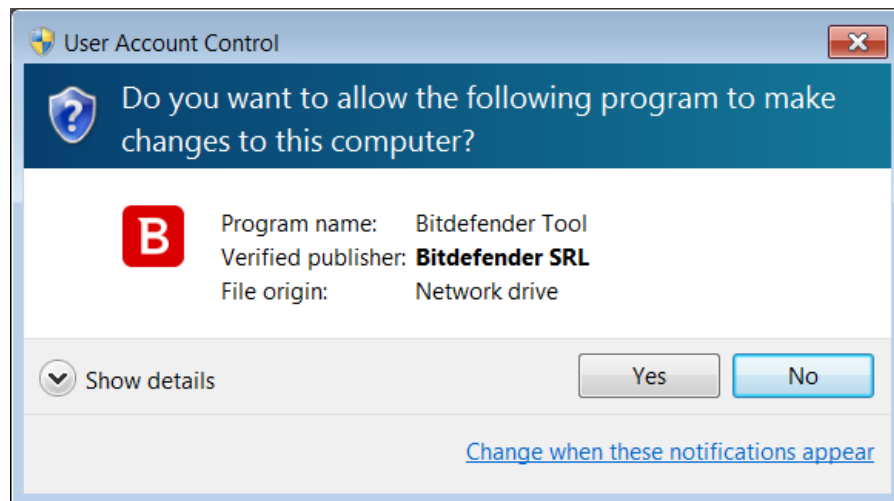 User Account Control
Do you want to allow the following program to make
changes to this computer?
B
Program name: Bitdefender Tool
Verified publisher: Bitdefender SRL
File origin: Network drive
Show details
Yes
No
Change when these notifications appear